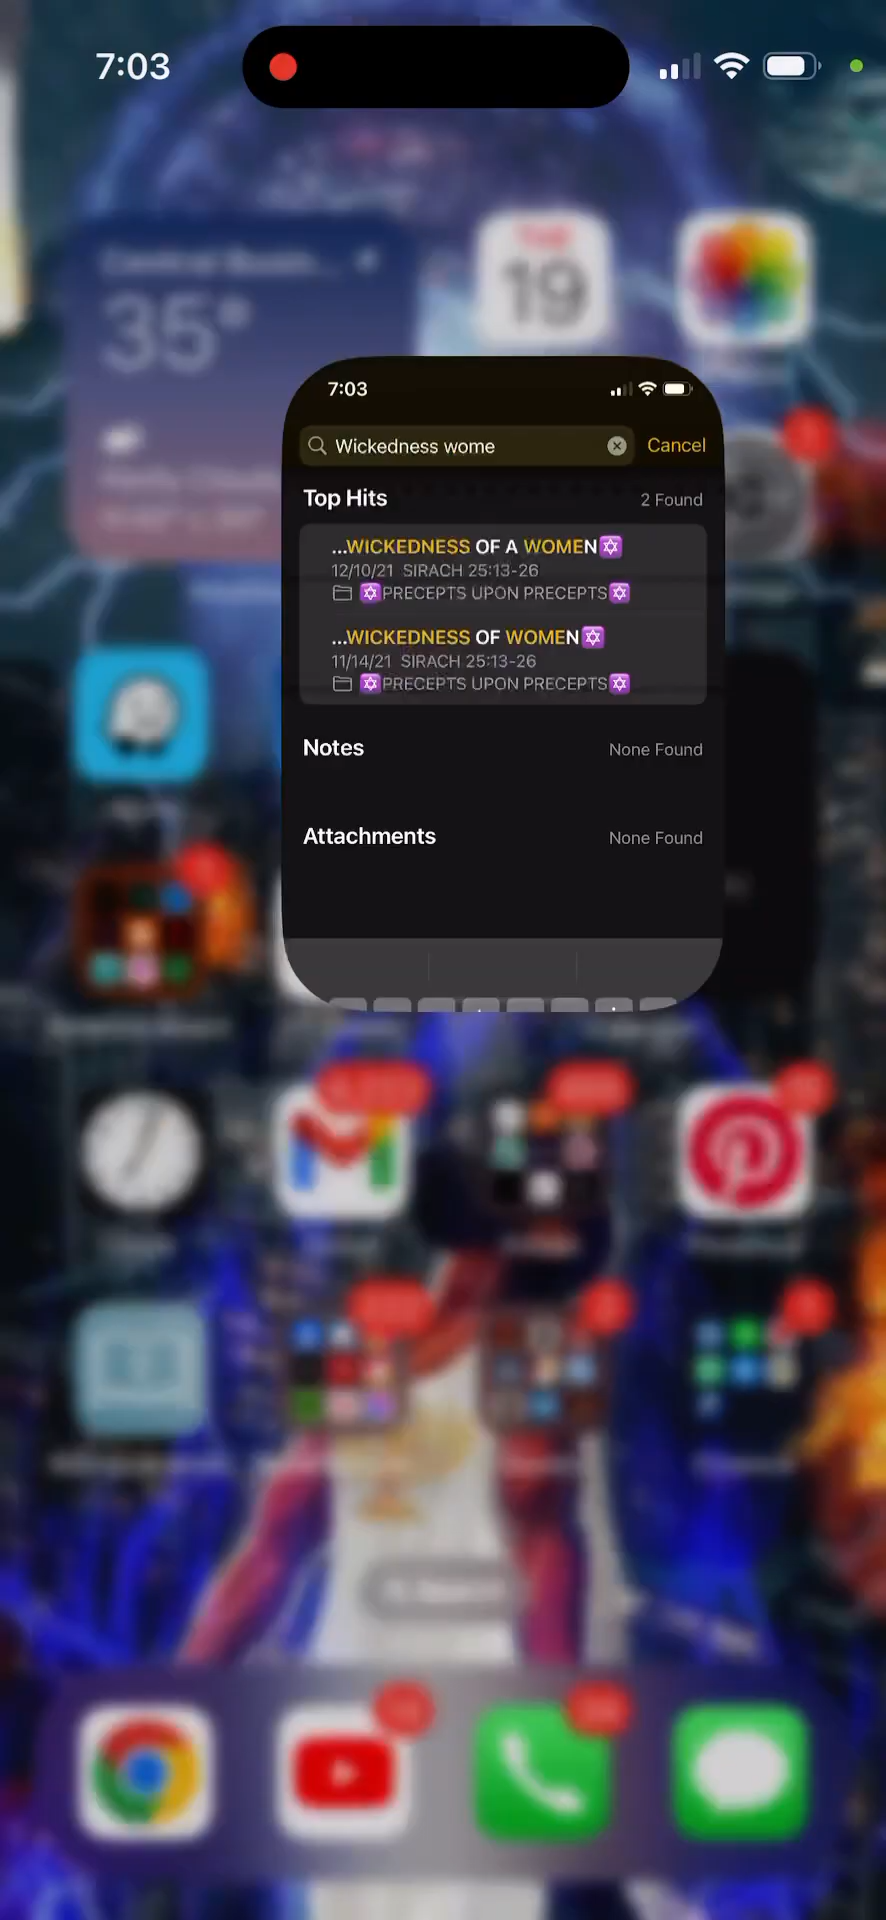 7:03
35°
19
7:03
Wickedness wome
Cancel
Top Hits
2 Found
...WICKEDNESS OF A WOMEN🔯
12/10/21 SIRACH 25:13-26
🔯PRECEPTS UPON PRECEPTS🔯
...WICKEDNESS OF WOMEN🔯
11/14/21 SIRACH 25:13-26
🔯PRECEPTS UPON PRECEPTS🔯
Notes
None Found
Attachments
None Found